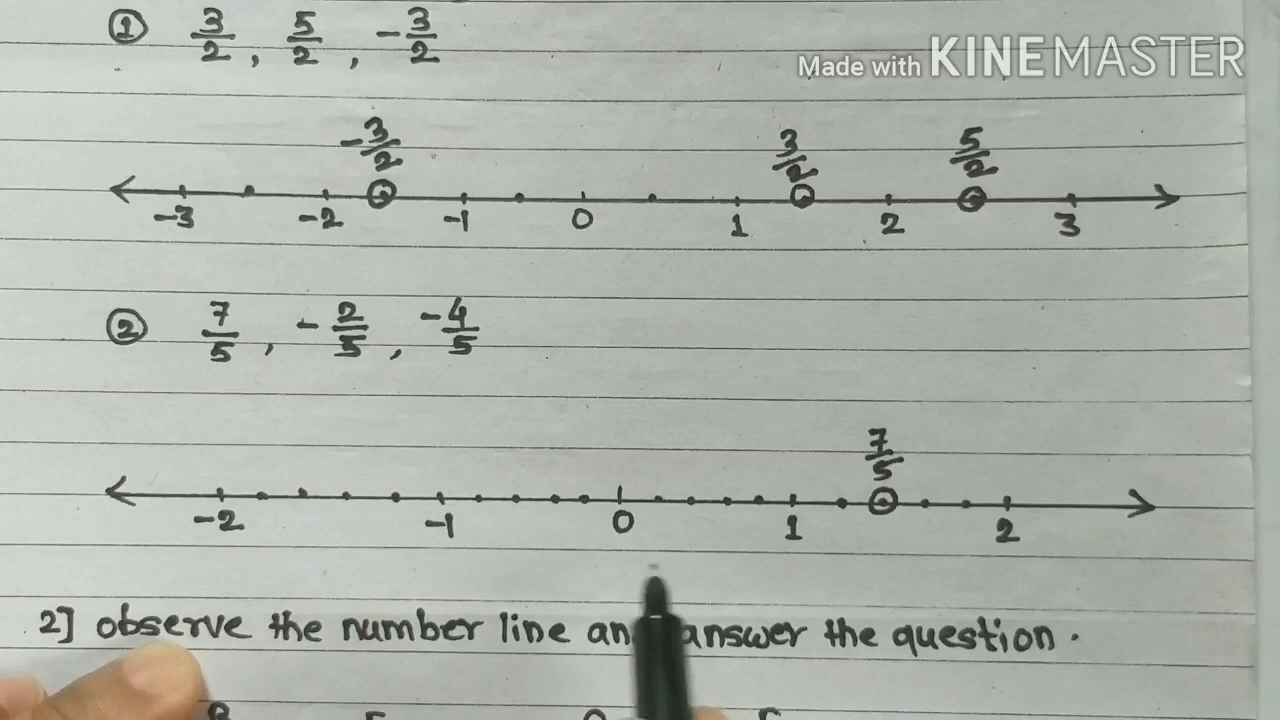 Made with KINEMASTER
① 3/2, 5/2, -3/2
-3/2 3/2 5/2
-3 -2 -1 0 1 2 3
② 7/5, -2/5, -4/5
7/5
-2 -1 0 1 2
2] observe the number line answer the question.